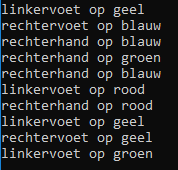 linkervoet op geel
rechtervoet op blauw
rechterhand op blauw
rechterhand op groen
rechterhand op blauw
linkervoet op rood
rechterhand op rood
linkervoet op geel
rechtervoet op geel
linkervoet op groen